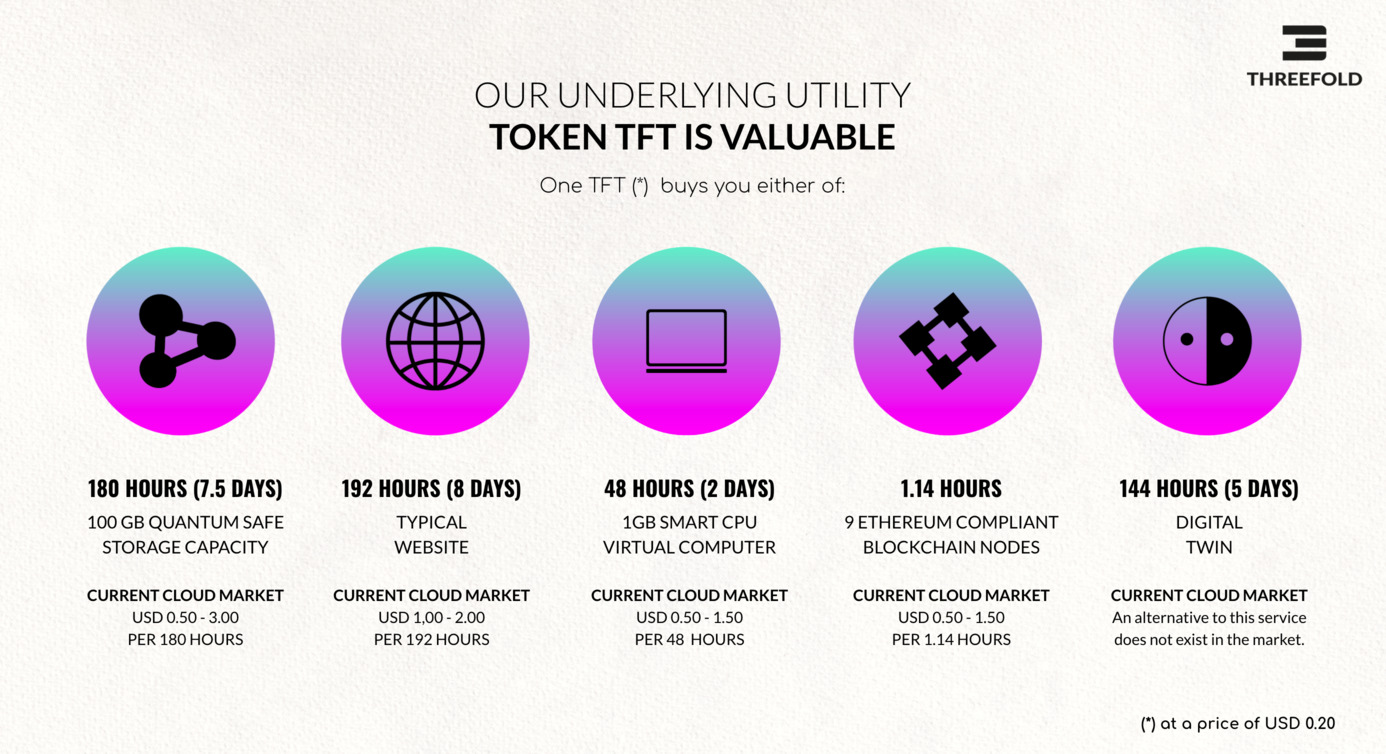 THREEFOLD
OUR UNDERLYING UTILITY
TOKEN TFT IS VALUABLE
One TFT (*) buys you either of:
180 HOURS (7.5 DAYS)
100 GB QUANTUM SAFE
STORAGE CAPACITY
CURRENT CLOUD MARKET
USD 0.50 - 3.00
PER 180 HOURS
192 HOURS (8 DAYS)
TYPICAL
WEBSITE
CURRENT CLOUD MARKET
USD 1,00 - 2.00
PER 192 HOURS
48 HOURS (2 DAYS)
1GB SMART CPU
VIRTUAL COMPUTER
CURRENT CLOUD MARKET
USD 0.50 - 1.50
PER 48 HOURS
1.14 HOURS
9 ETHEREUM COMPLIANT
BLOCKCHAIN NODES
CURRENT CLOUD MARKET
USD 0.50 - 1.50
PER 1.14 HOURS
144 HOURS (5 DAYS)
DIGITAL
TWIN
CURRENT CLOUD MARKET
An alternative to this service
does not exist in the market.
(*) at a price of USD 0.20